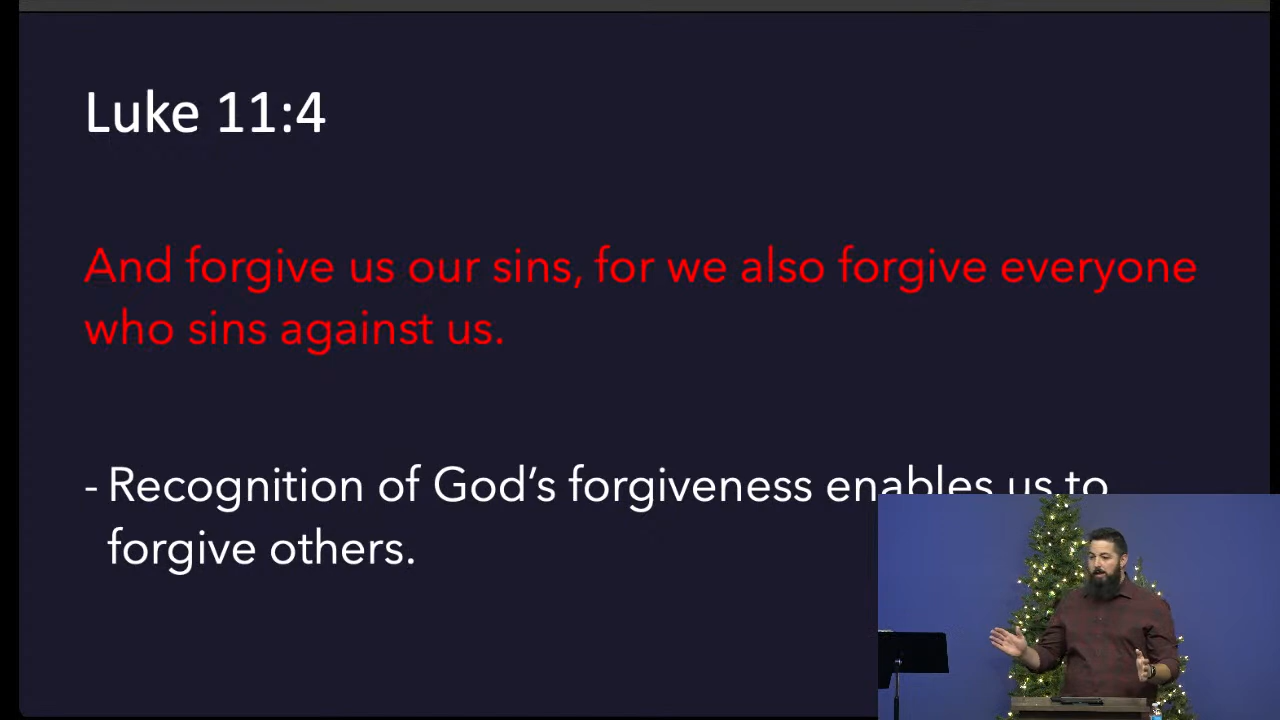 Luke 11:4
And forgive us our sins, for we also forgive everyone
who sins against us.
- Recognition of God’s forgiveness enables us to
forgive others.